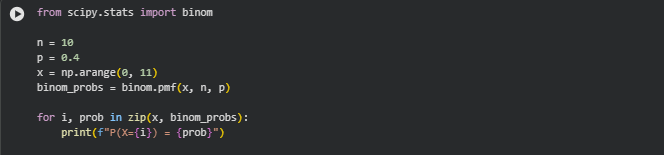 from scipy.stats import binom

n = 10
p = 0.4
x = np.arange(0, 11)
binom_probs = binom.pmf(x, n, p)

for i, prob in zip(x, binom_probs):
    print(f"P(X={i}) = {prob}")